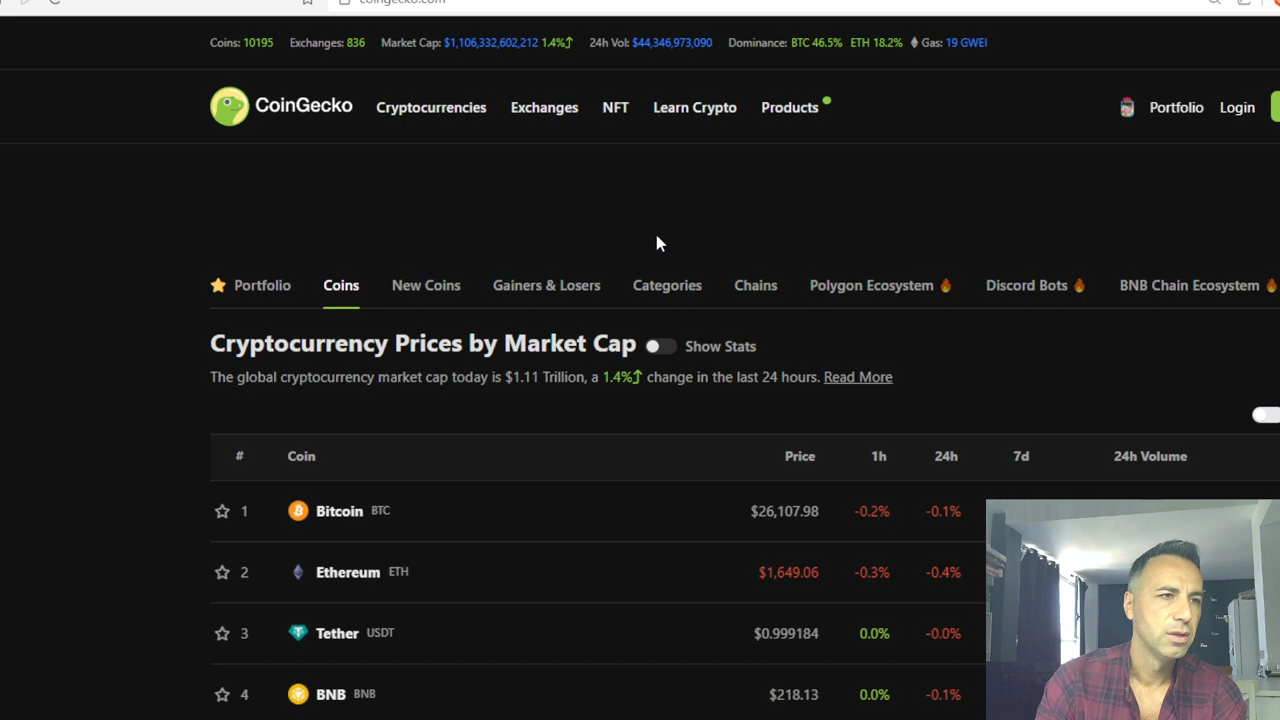 coingecko.com
Coins: 10195 Exchanges: 836 Market Cap: $1,106,332,602,212 1.4% 24h Vol: $44,346,973,090 Dominance: BTC 46.5% ETH 18.2% Gas: 19 GWEI
CoinGecko Cryptocurrencies Exchanges NFT Learn Crypto Products Portfolio Login
Portfolio Coins New Coins Gainers & Losers Categories Chains Polygon Ecosystem Discord Bots BNB Chain Ecosystem
Cryptocurrency Prices by Market Cap Show Stats
The global cryptocurrency market cap today is $1.11 Trillion, a 1.4% change in the last 24 hours. Read More
# Coin Price 1h 24h 7d 24h Volume
1 Bitcoin BTC $26,107.98 -0.2% -0.1%
2 Ethereum ETH $1,649.06 -0.3% -0.4%
3 Tether USDT $0.999184 0.0% -0.0%
4 BNB BNB $218.13 0.0% -0.1%